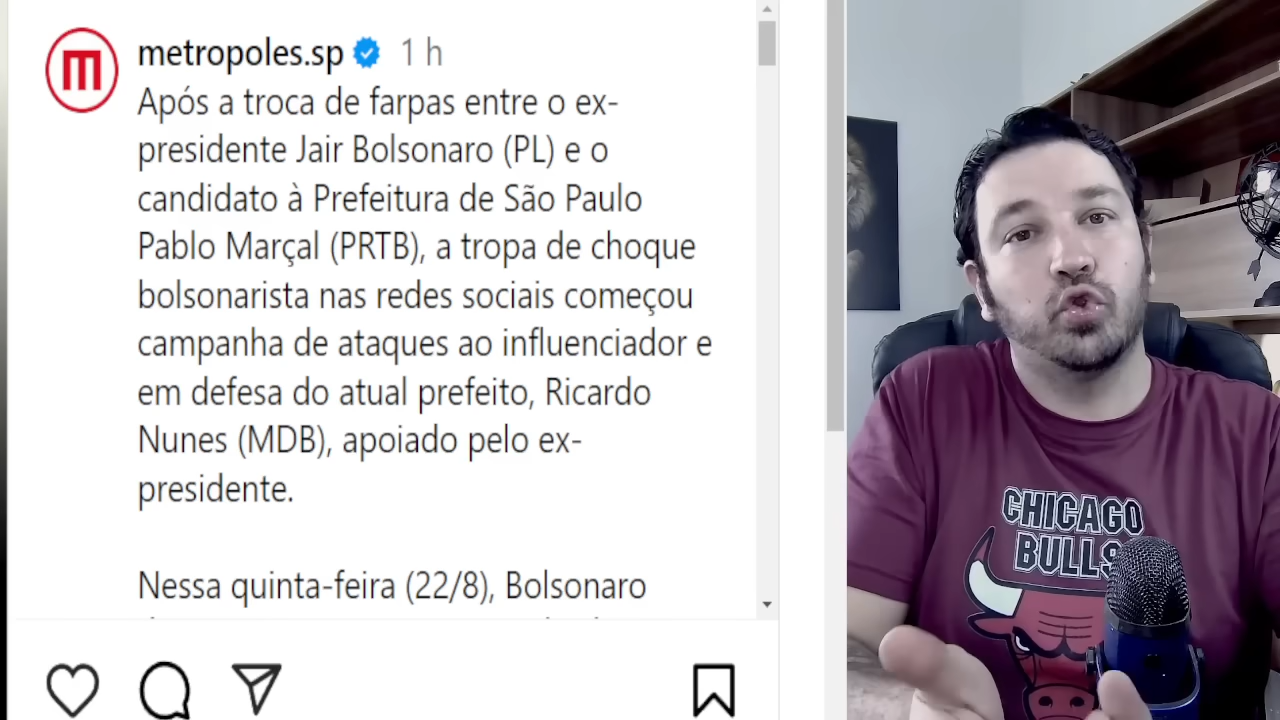 metropoles.sp 1 h
Após a troca de farpas entre o ex-
presidente Jair Bolsonaro (PL) e o
candidato à Prefeitura de São Paulo
Pablo Marçal (PRTB), a tropa de choque
bolsonarista nas redes sociais começou
campanha de ataques ao influenciador e
em defesa do atual prefeito, Ricardo
Nunes (MDB), apoiado pelo ex-
presidente.
Nessa quinta-feira (22/8), Bolsonaro
CHICAGO
BULLS